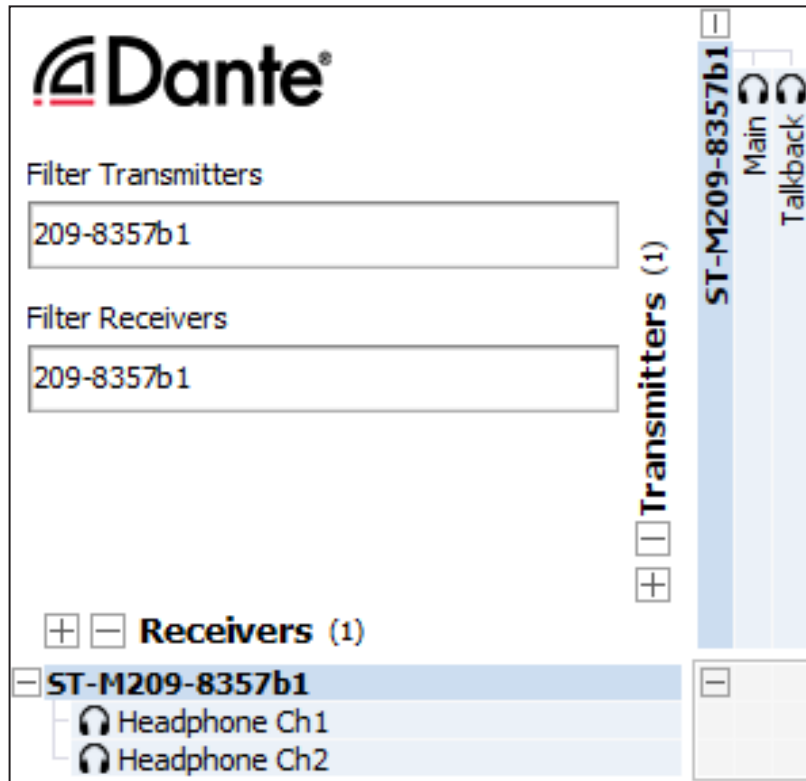 Dante®
Filter Transmitters
209-8357b1
Filter Receivers
209-8357b1
Transmitters (1)
ST-M209-8357b1
Main
Talkback
Receivers (1)
ST-M209-8357b1
Headphone Ch1
Headphone Ch2